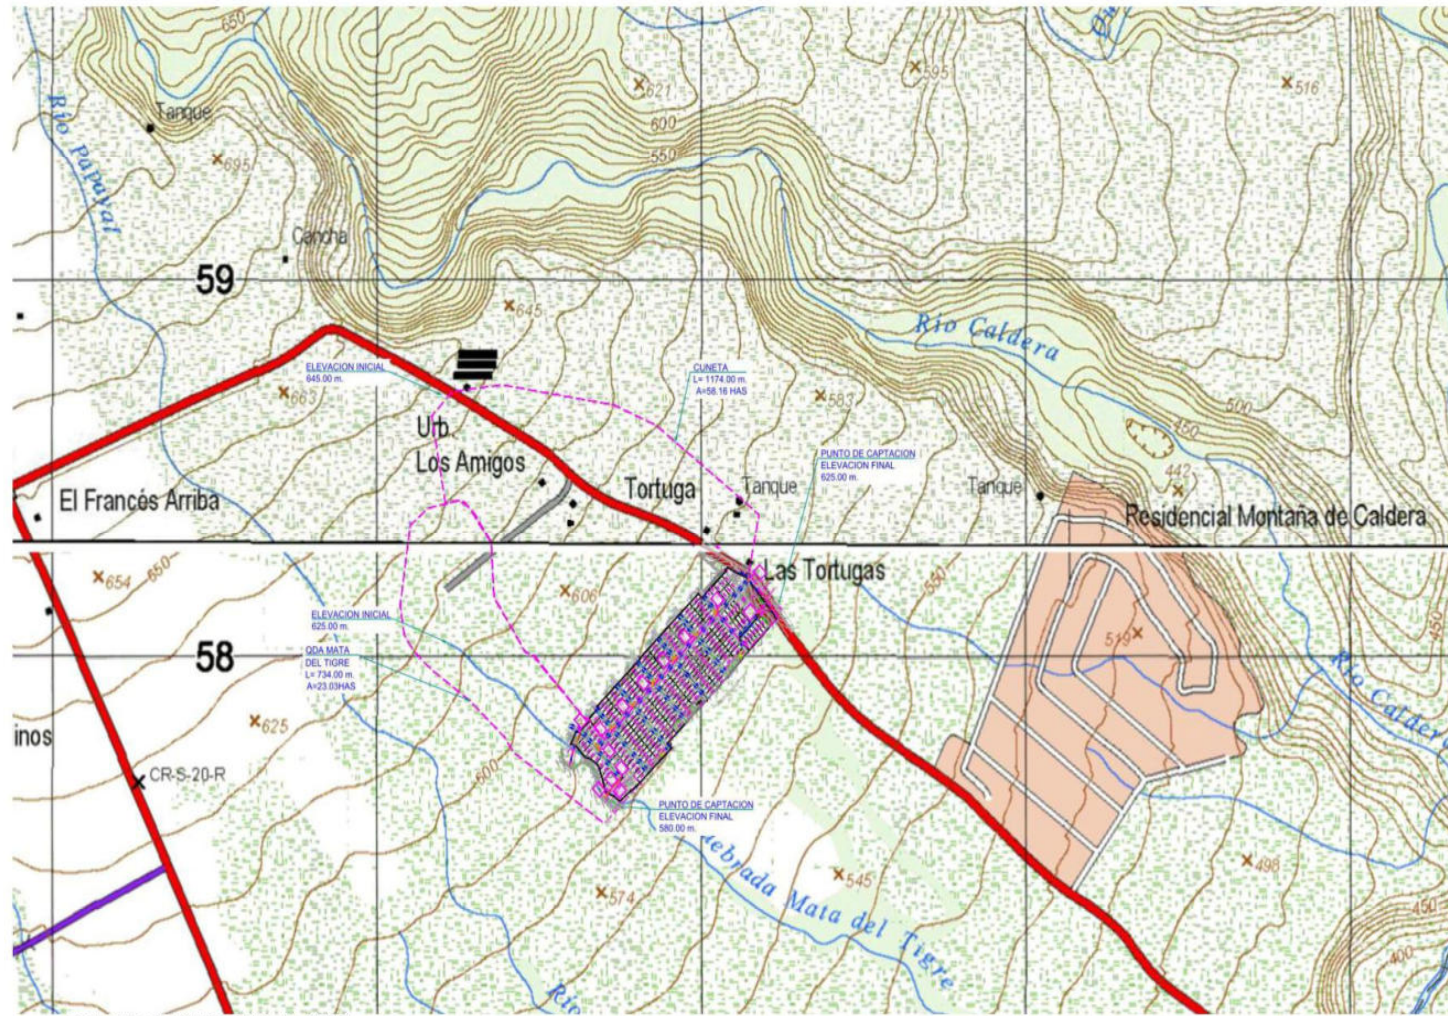 650
Tanque
621
595
516
600
550
Río Papayal
695
Cancha
59
645
Río Caldera
ELEVACION INICIAL
645.00 m.
CUNETA
L= 1174.00 m.
A=58.16 HAS
663
583
500
450
Urb.
Los Amigos
PUNTO DE CAPTACION
ELEVACION FINAL
625.00 m.
442
El Francés Arriba
Tortuga
Tanque
Tanque
Residencial Montaña de Caldera
654
650
606
Las Tortugas
550
ELEVACION INICIAL
625.00 m.
519
450
58
QDA MATA
DEL TIGRE
L= 734.00 m.
A=23.03HAS
Río Calder
625
inos
CR-S-20-R
600
PUNTO DE CAPTACION
ELEVACION FINAL
580.00 m.
ebrada Mata del Tigre
545
498
574
450
400
Río